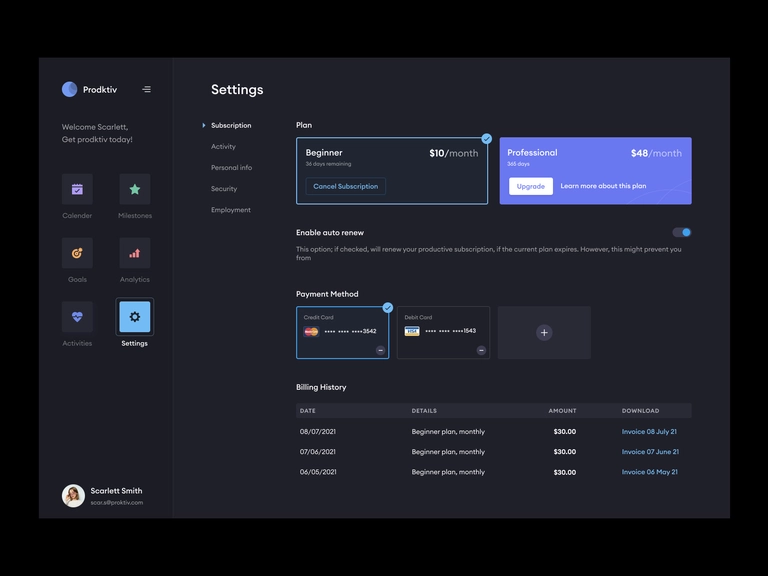 Prodktiv
Welcome Scarlett,
Get prodktiv today!
Calender
Milestones
Goals
Analytics
Activities
Settings
Scarlett Smith
scar.s@proktiv.com
Settings
Subscription
Activity
Personal info
Security
Employment
Plan
Beginner
$10/month
36 days remaining
Cancel Subscription
Professional
$48/month
365 days
Upgrade
Learn more about this plan
Enable auto renew
This option; if checked, will renew your productive subscription, if the current plan expires. However, this might prevent you
from
Payment Method
Credit Card
•••• •••• ••••3542
Debit Card
VISA
•••• •••• ••••1543
Billing History
DATE DETAILS AMOUNT DOWNLOAD
08/07/2021 Beginner plan, monthly $30.00 Invoice 08 July 21
07/06/2021 Beginner plan, monthly $30.00 Invoice 07 June 21
06/05/2021 Beginner plan, monthly $30.00 Invoice 06 May 21